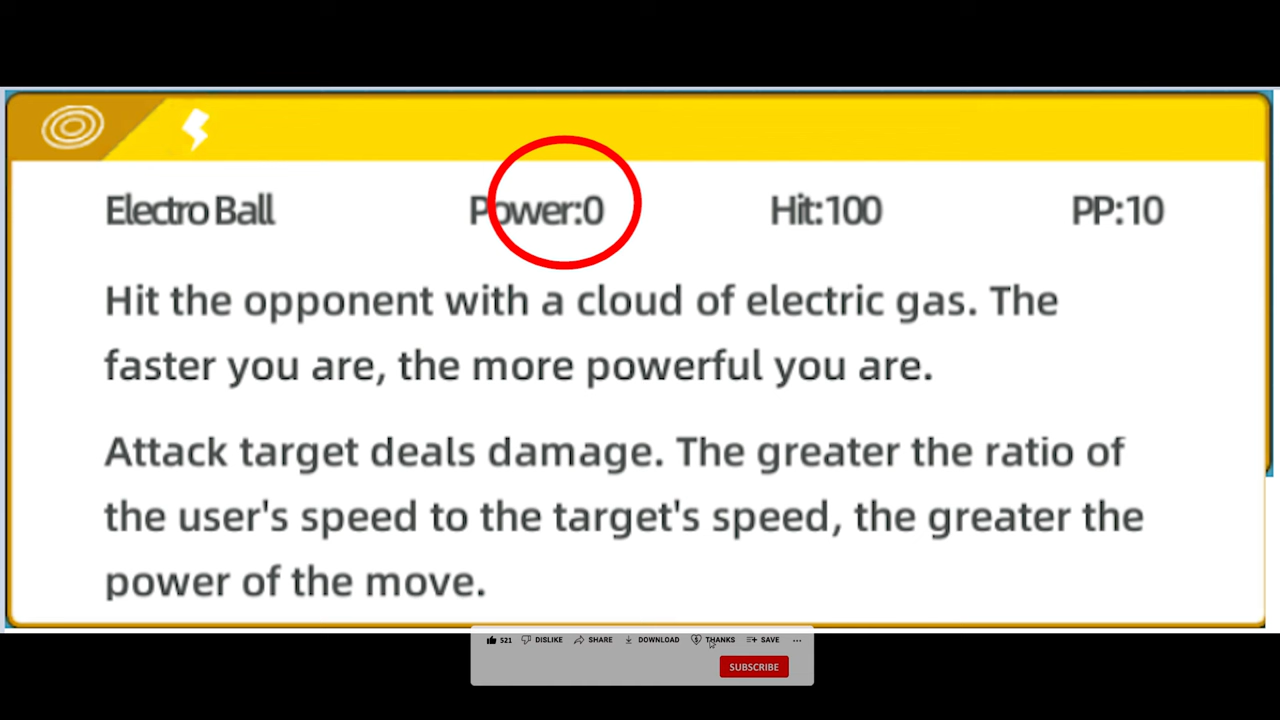 Electro Ball Power:0 Hit:100 PP:10
Hit the opponent with a cloud of electric gas. The
faster you are, the more powerful you are.
Attack target deals damage. The greater the ratio of
the user's speed to the target's speed, the greater the
power of the move.
521 DISLIKE SHARE DOWNLOAD THANKS SAVE ...
SUBSCRIBE